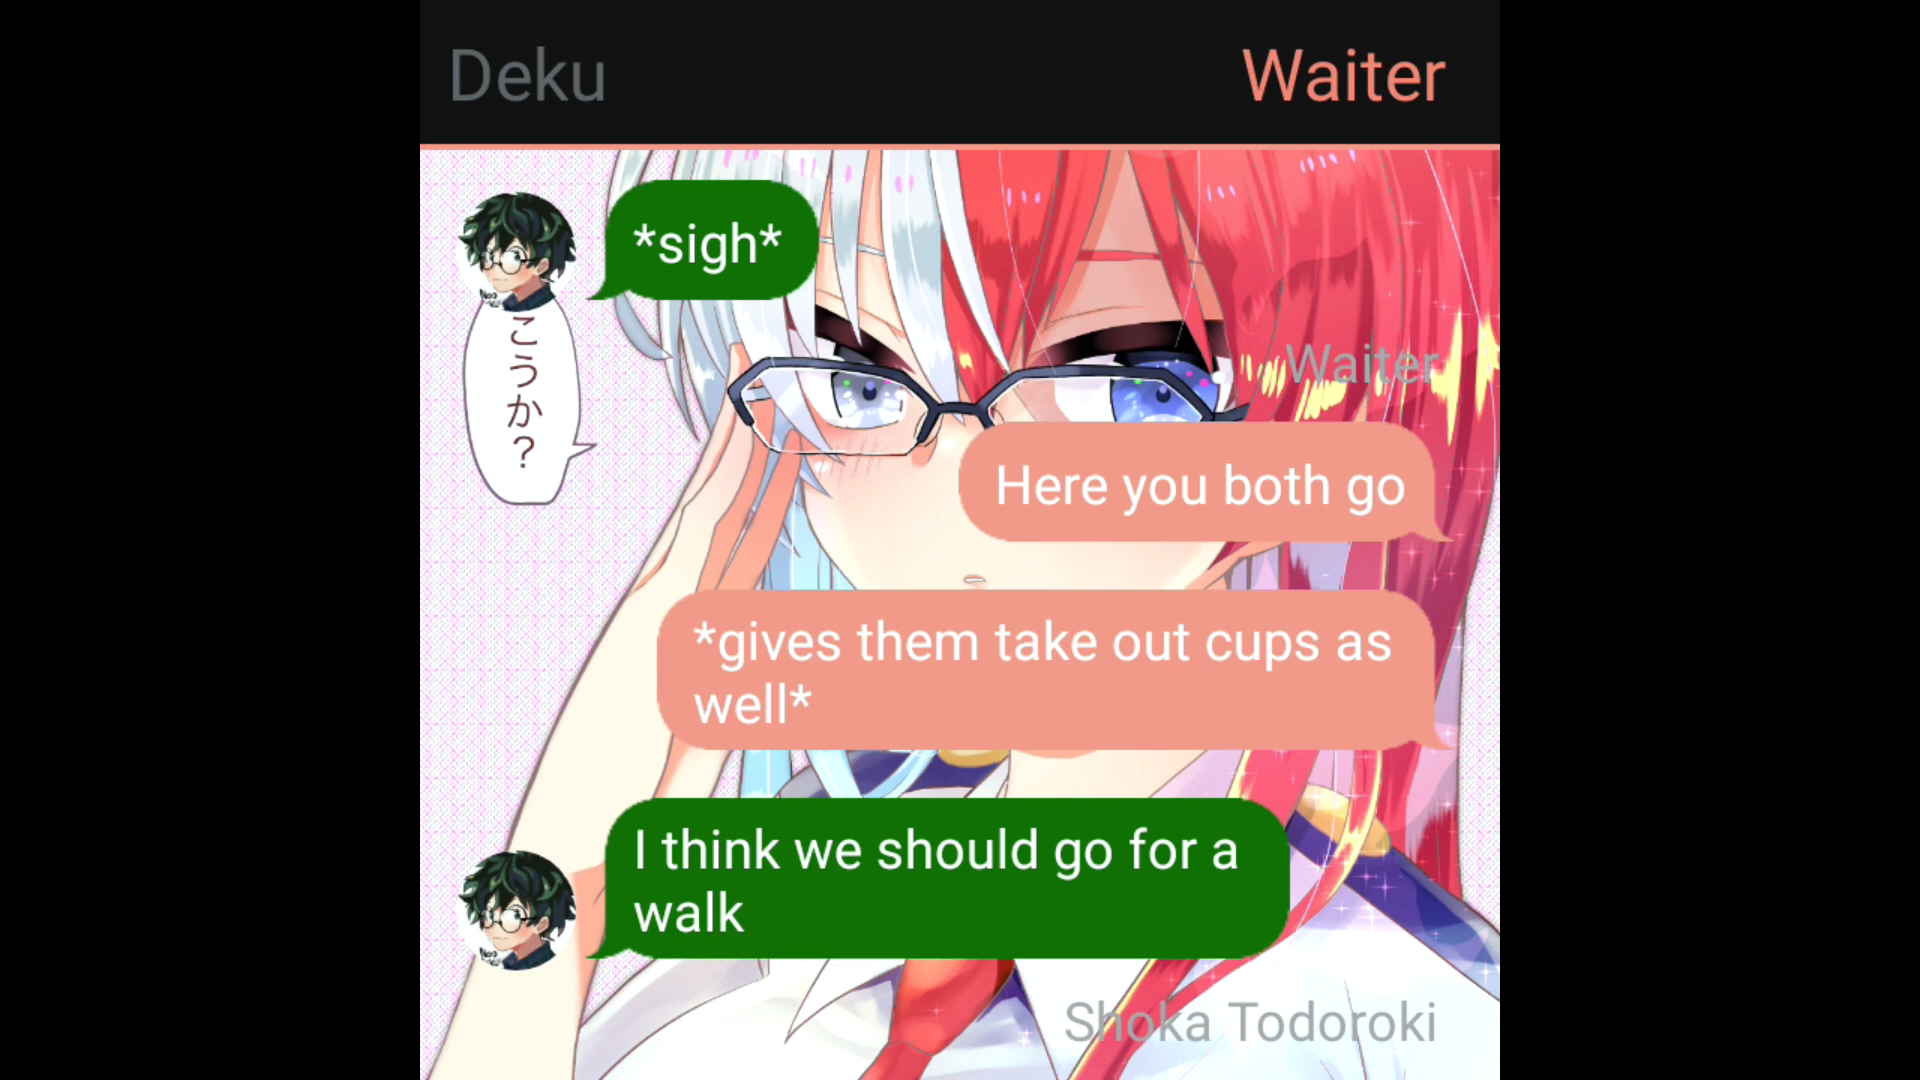 Deku
Waiter
*sigh*
こうか？
Waiter
Here you both go
*gives them take out cups as
well*
I think we should go for a
walk
Shoka Todoroki